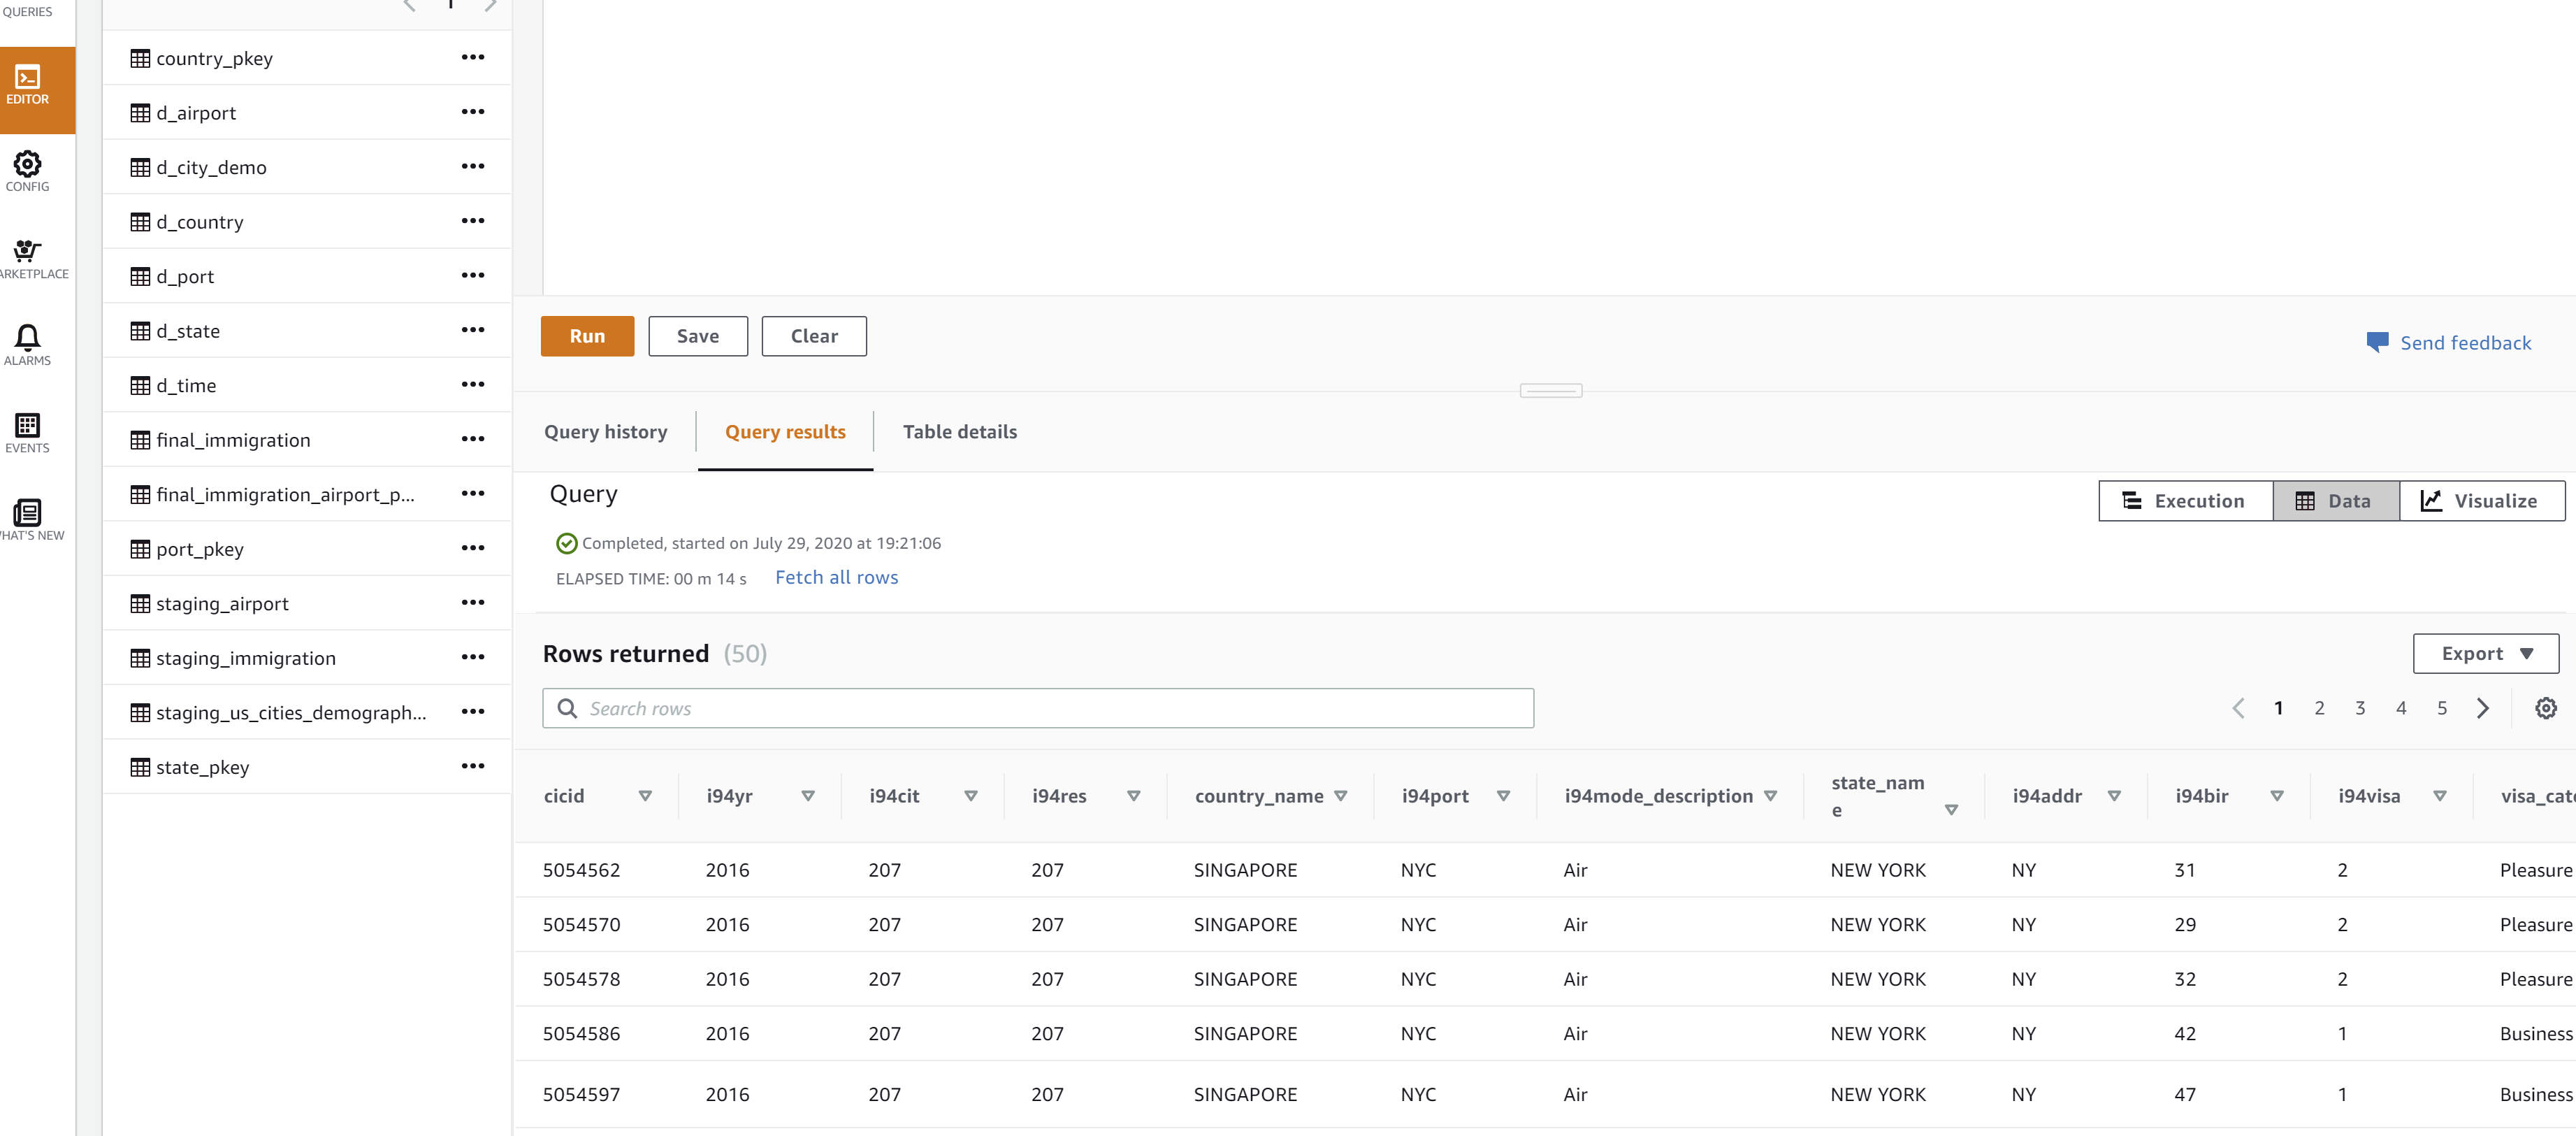 QUERIES
EDITOR
CONFIG
ARKETPLACE
ALARMS
EVENTS
HAT'S NEW
1
country_pkey
d_airport
d_city_demo
d_country
d_port
d_state
d_time
final_immigration
final_immigration_airport_p...
port_pkey
staging_airport
staging_immigration
staging_us_cities_demograph...
state_pkey
Run Save Clear
Send feedback
Query history Query results Table details
Query
Execution Data Visualize
Completed, started on July 29, 2020 at 19:21:06
ELAPSED TIME: 00 m 14 s Fetch all rows
Rows returned (50)
Export
Search rows
1 2 3 4 5
cicid i94yr i94cit i94res country_name i94port i94mode_description state_nam
e i94addr i94bir i94visa visa_cat
5054562 2016 207 207 SINGAPORE NYC Air NEW YORK NY 31 2 Pleasure
5054570 2016 207 207 SINGAPORE NYC Air NEW YORK NY 29 2 Pleasure
5054578 2016 207 207 SINGAPORE NYC Air NEW YORK NY 32 2 Pleasure
5054586 2016 207 207 SINGAPORE NYC Air NEW YORK NY 42 1 Business
5054597 2016 207 207 SINGAPORE NYC Air NEW YORK NY 47 1 Business